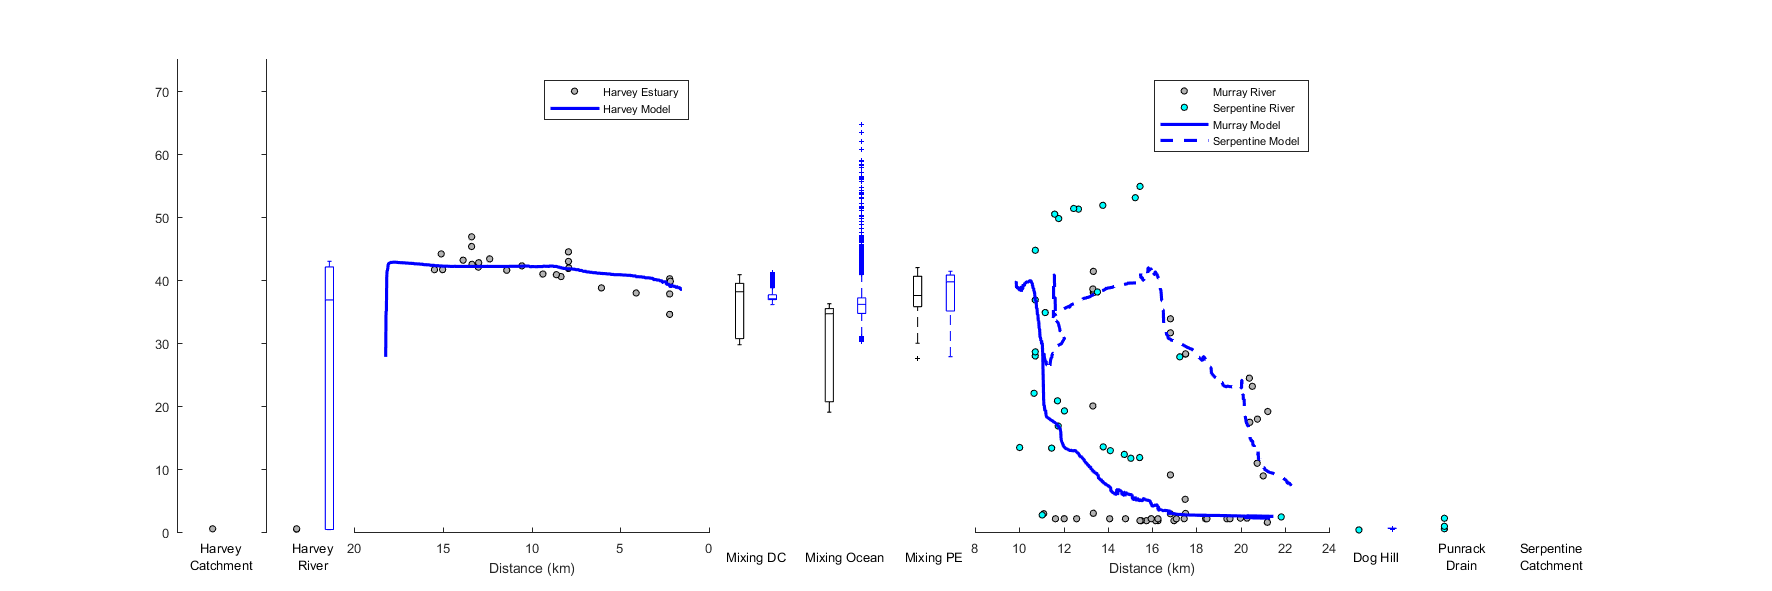 70
60
50
40
30
20
10
0
Harvey Estuary
Harvey Model
Murray River
Serpentine River
Murray Model
Serpentine Model
20 15 10 5 0
8 10 12 14 16 18 20 22 24
Harvey
Catchment
Harvey
River
Distance (km)
Mixing DC
Mixing Ocean
Mixing PE
Distance (km)
Dog Hill
Punrack
Drain
Serpentine
Catchment